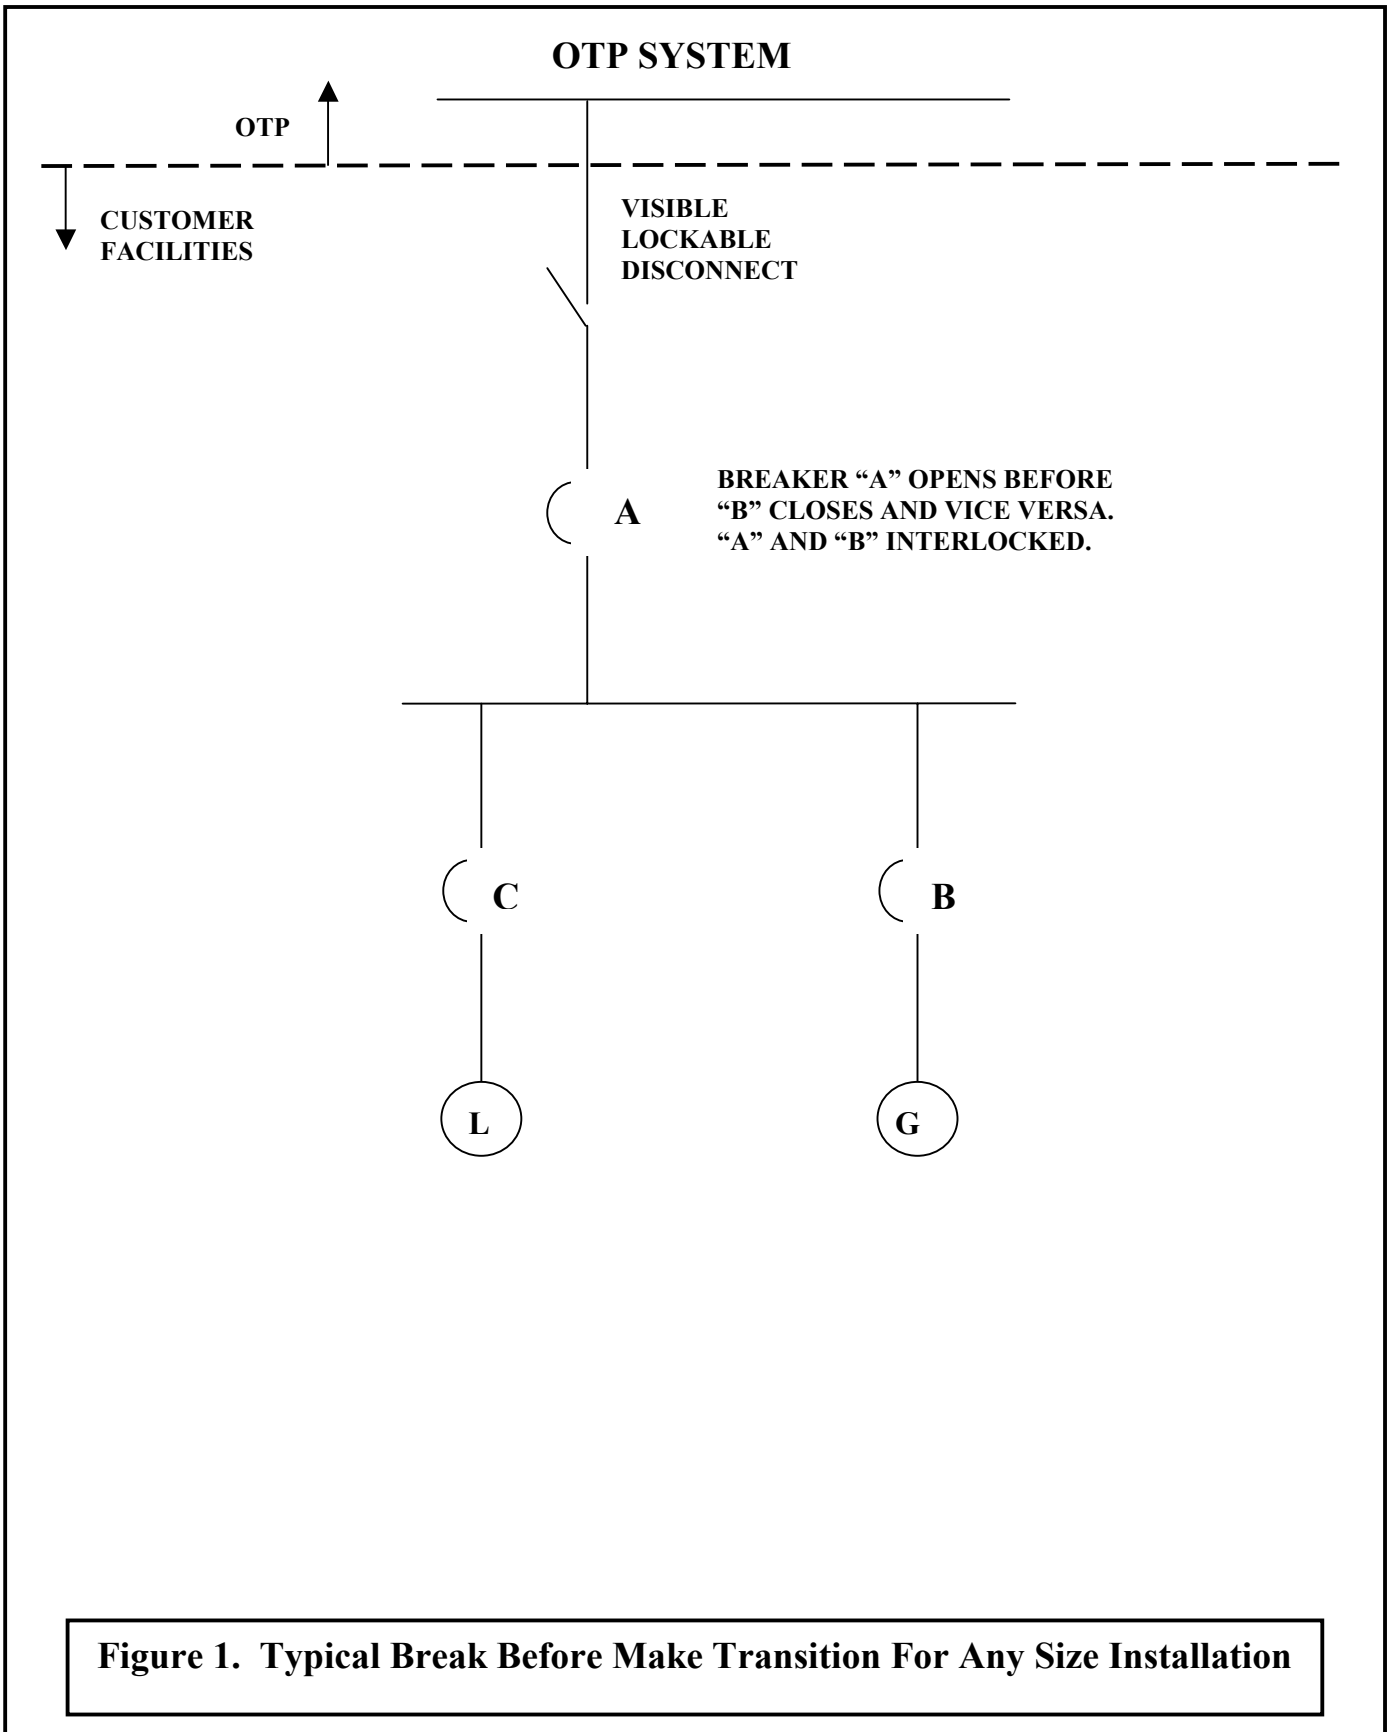 OTP SYSTEM
OTP
CUSTOMER
FACILITIES
VISIBLE
LOCKABLE
DISCONNECT
A
BREAKER “A” OPENS BEFORE
“B” CLOSES AND VICE VERSA.
“A” AND “B” INTERLOCKED.
C
B
L
G
Figure 1. Typical Break Before Make Transition For Any Size Installation